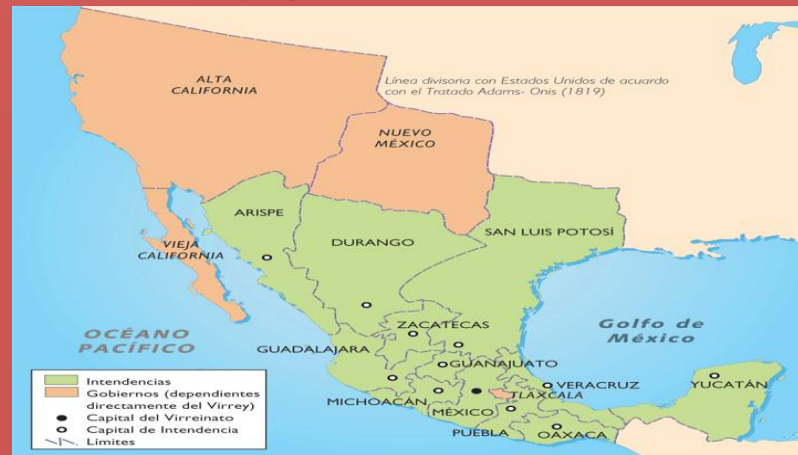 ALTA
CALIFORNIA
Línea divisoria con Estados Unidos de acuerdo
con el Tratado Adams- Onis (1819)
NUEVO
MÉXICO
ARISPE
DURANGO
SAN LUIS POTOSÍ
VIEJA
CALIFORNIA
OCÉANO
PACÍFICO
ZACATECAS
Golfo de
México
GUADALAJARA
GUANAJUATO
MICHOACÁN
MÉXICO
TLAXCALA
VERACRUZ
YUCATÁN
PUEBLA
OAXACA
Intendencias
Gobiernos (dependientes
directamente del Virrey)
Capital del Virreinato
Capital de Intendencia
Límites